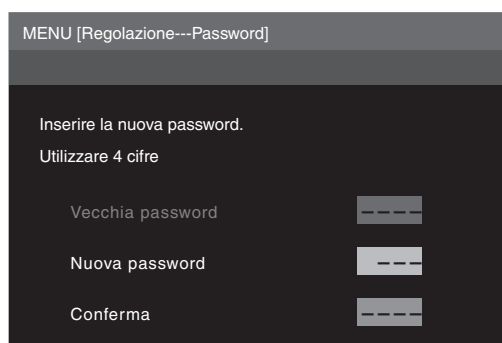 MENU [Regolazione---Password]
Inserire la nuova password.
Utilizzare 4 cifre
Vecchia password ----
Nuova password ---
Conferma ----